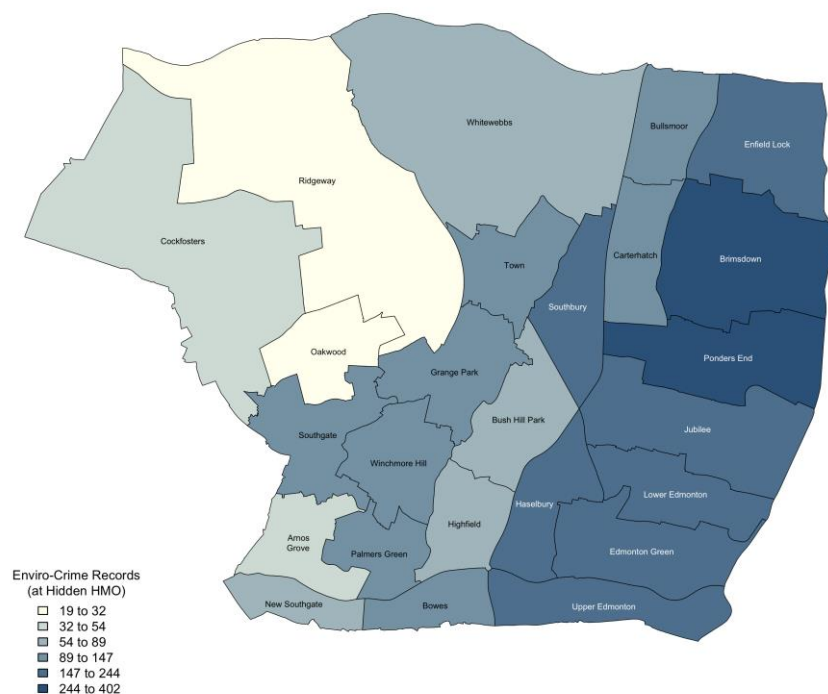 Whitewebbs
Bullsmoor
Enfield Lock
Ridgeway
Cockfosters
Town
Carterhatch
Brimsdown
Southbury
Oakwood
Grange Park
Ponders End
Bush Hill Park
Southgate
Jubilee
Winchmore Hill
Lower Edmonton
Haselbury
Highfield
Amos
Grove
Palmers Green
Edmonton Green
New Southgate
Bowes
Upper Edmonton
Enviro-Crime Records
(at Hidden HMO)
19 to 32
32 to 54
54 to 89
89 to 147
147 to 244
244 to 402